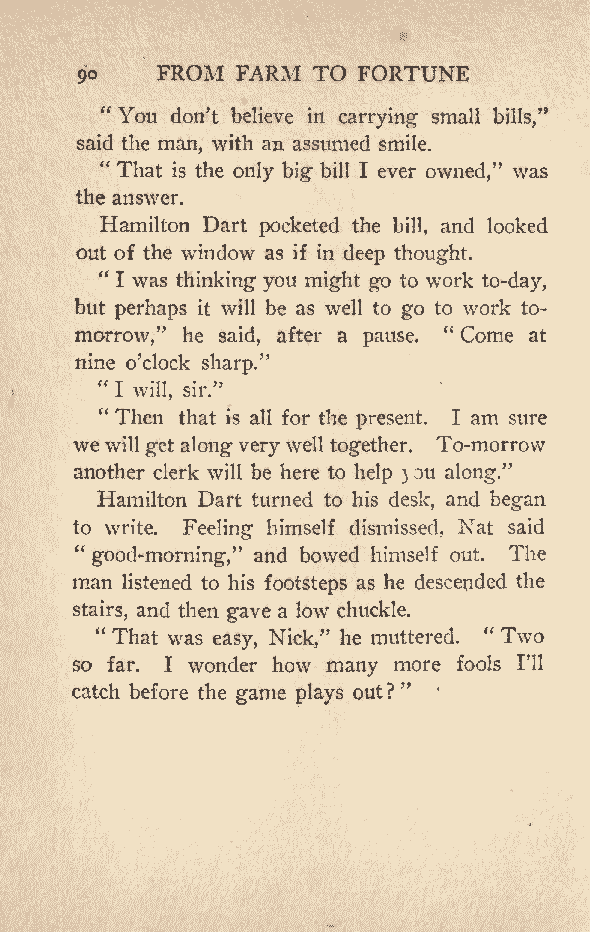 90 FROM FARM TO FORTUNE
“ You don’t believe in carrying small bills,”
said the man, with an assumed smile.
“ That is the only big bill I ever owned,” was
the answer.
Hamilton Dart pocketed the bill, and looked
out of the window as if in deep thought.
“ I was thinking you might go to work to-day,
but perhaps it will be as well to go to work to-
morrow,” he said, after a pause. “ Come at
nine o’clock sharp.”
“ I will, sir.”
“ Then that is all for the present. I am sure
we will get along very well together. To-morrow
another clerk will be here to help you along.”
Hamilton Dart turned to his desk, and began
to write. Feeling himself dismissed, Nat said
“ good-morning,” and bowed himself out. The
man listened to his footsteps as he descended the
stairs, and then gave a low chuckle.
“ That was easy, Nick,” he muttered. “ Two
so far. I wonder how many more fools I’ll
catch before the game plays out? ”